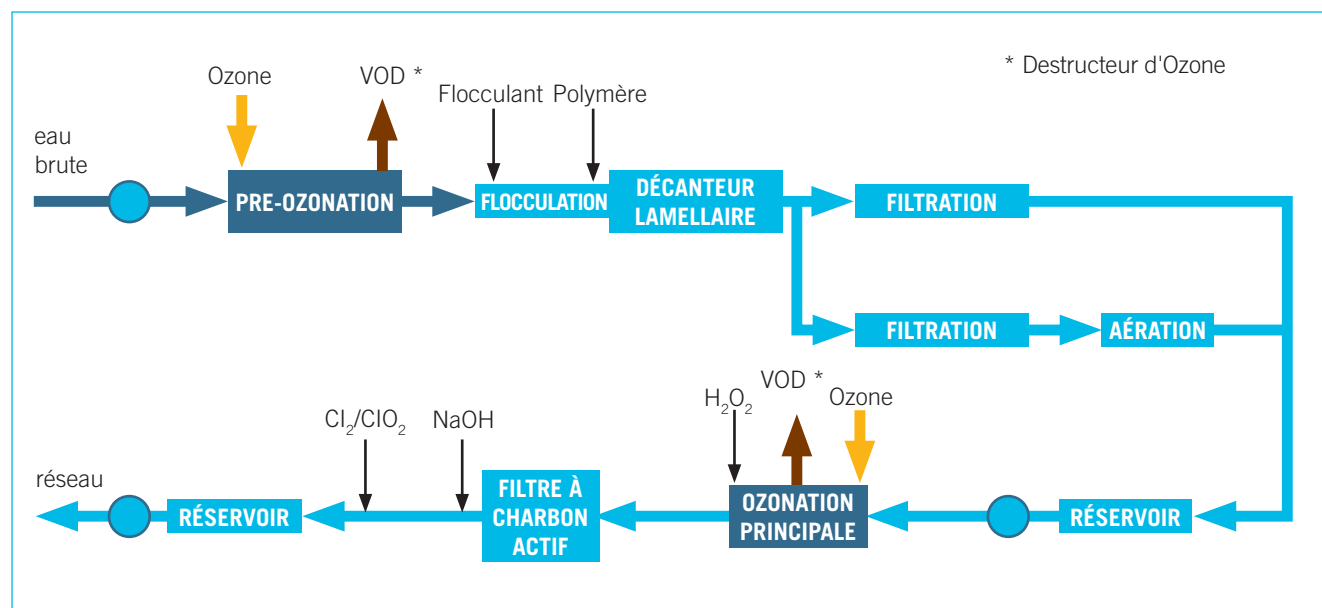 * Destructeur d'Ozone
Ozone
VOD *
Flocculant Polymère
eau
brute
PRE-OZONATION
FLOCCULATION
DÉCANTEUR
LAMELLAIRE
FILTRATION
FILTRATION
AÉRATION
H₂O₂
VOD *
Ozone
Cl₂/ClO₂
NaOH
réseau
RÉSERVOIR
FILTRE À
CHARBON
ACTIF
OZONATION
PRINCIPALE
RÉSERVOIR